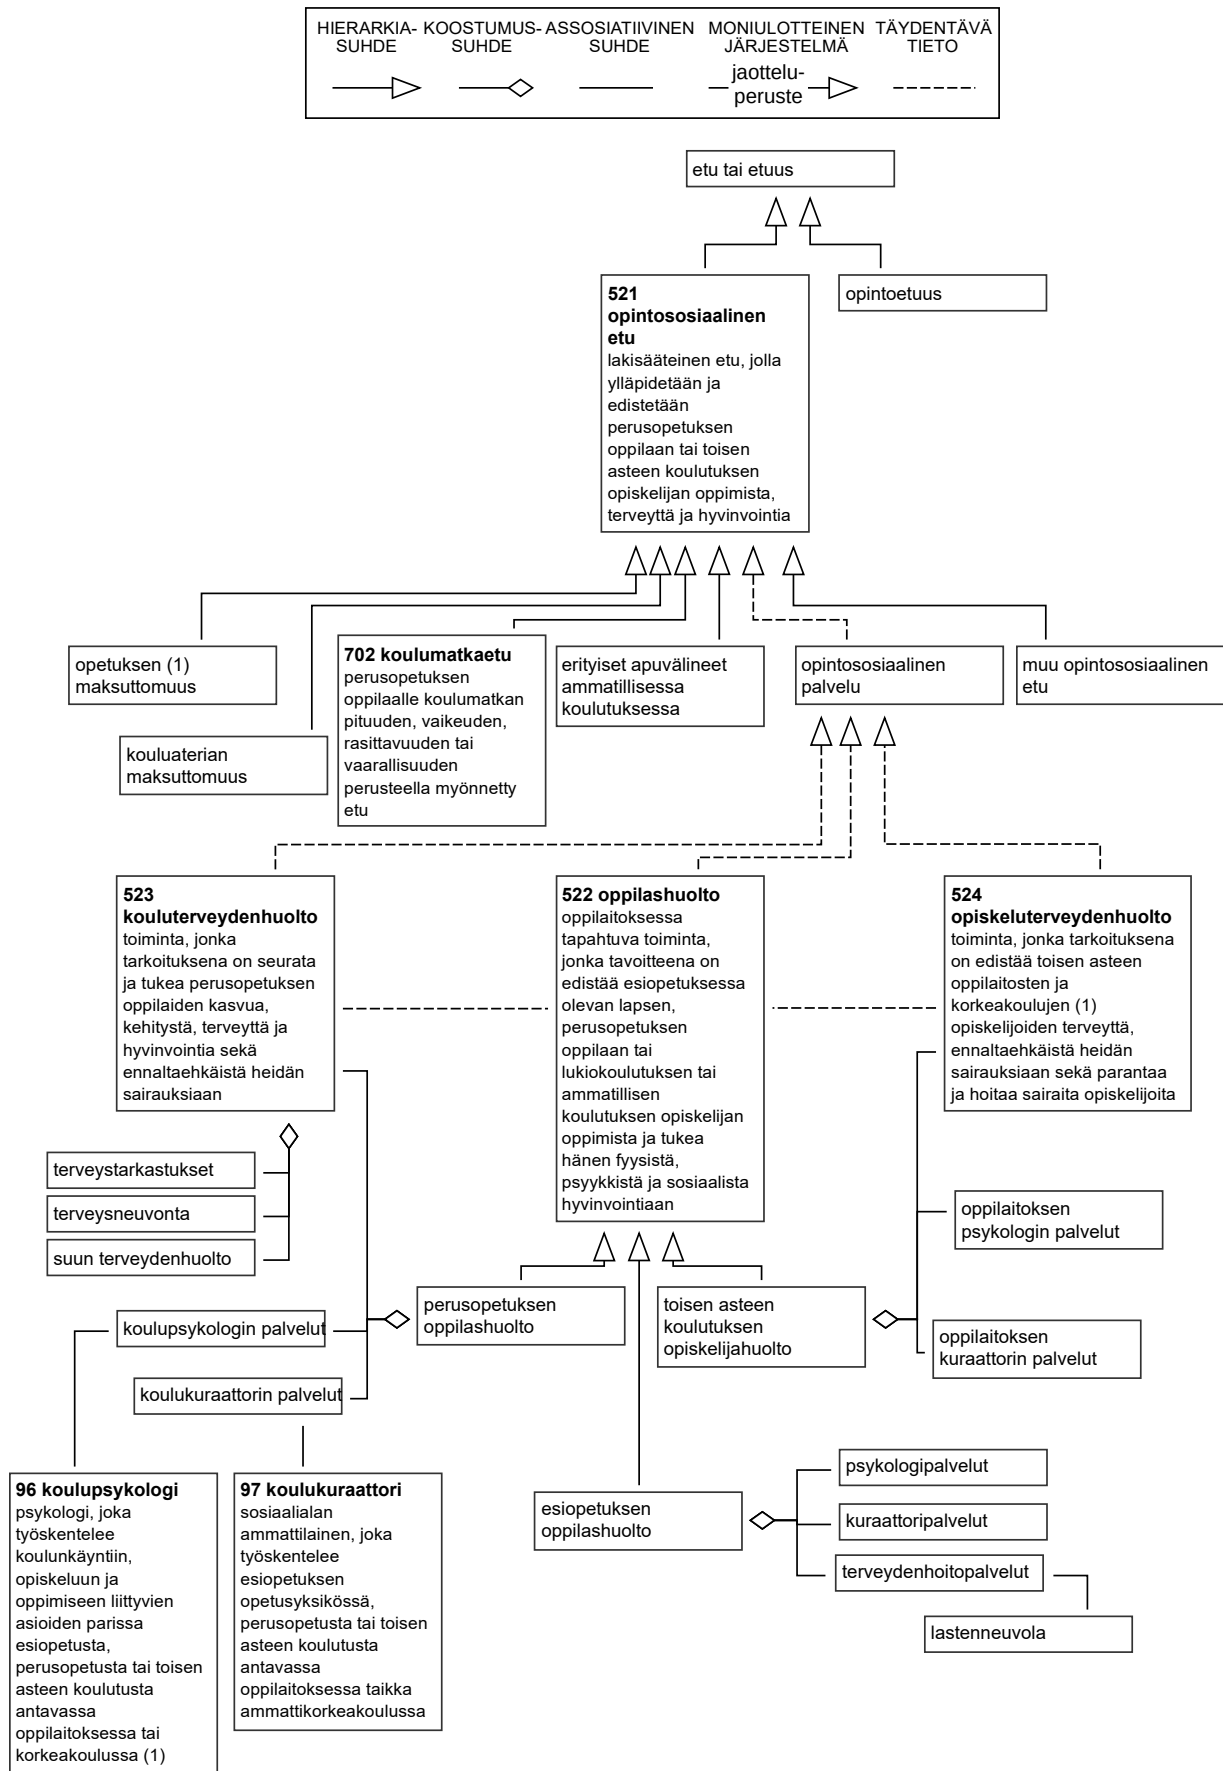 HIERARKIA-
SUHDE
KOOSTUMUS-
SUHDE
ASSOSIATIIVINEN
SUHDE
MONIULOTTEINEN
JÄRJESTELMÄ
TÄYDENTÄVÄ
TIETO
jaottelu-
peruste
etu tai etuus
521
opintososiaalinen
etu
lakisääteinen etu, jolla
ylläpidetään ja
edistetään
perusopetuksen
oppilaan tai toisen
asteen koulutuksen
opiskelijan oppimista,
terveyttä ja hyvinvointia
opintoetuus
opetuksen (1)
maksuttomuus
kouluaterian
maksuttomuus
702 koulumatkaetu
perusopetuksen
oppilaalle koulumatkan
pituuden, vaikeuden,
rasittavuuden tai
vaarallisuuden
perusteella myönnetty
etu
erityiset apuvälineet
ammatillisessa
koulutuksessa
opintososiaalinen
palvelu
muu opintososiaalinen
etu
523
kouluterveydenhuolto
toiminta, jonka
tarkoituksena on seurata
ja tukea perusopetuksen
oppilaiden kasvua,
kehitystä, terveyttä ja
hyvinvointia sekä
ennaltaehkäistä heidän
sairauksiaan
522 oppilashuolto
oppilaitoksessa
tapahtuva toiminta,
jonka tavoitteena on
edistää esiopetuksessa
olevan lapsen,
perusopetuksen
oppilaan tai
lukiokoulutuksen tai
ammatillisen
koulutuksen opiskelijan
oppimista ja tukea
hänen fyysistä,
psyykkistä ja sosiaalista
hyvinvointiaan
524
opiskeluterveydenhuolto
toiminta, jonka tarkoituksena
on edistää toisen asteen
oppilaitosten ja
korkeakoulujen (1)
opiskelijoiden terveyttä,
ennaltaehkäistä heidän
sairauksiaan sekä parantaa
ja hoitaa sairaita opiskelijoita
terveystarkastukset
terveysneuvonta
suun terveydenhuolto
koulupsykologin palvelut
koulukuraattorin palvelut
perusopetuksen
oppilashuolto
toisen asteen
koulutuksen
opiskelijahuolto
oppilaitoksen
psykologin palvelut
oppilaitoksen
kuraattorin palvelut
96 koulupsykologi
psykologi, joka
työskentelee
koulunkäyntiin,
opiskeluun ja
oppimiseen liittyvien
asioiden parissa
esiopetusta,
perusopetusta tai toisen
asteen koulutusta
antavassa
oppilaitoksessa tai
korkeakoulussa (1)
97 koulukuraattori
sosiaalialan
ammattilainen, joka
työskentelee
esiopetuksen
opetusyksikössä,
perusopetusta tai toisen
asteen koulutusta
antavassa
oppilaitoksessa taikka
ammattikorkeakoulussa
esiopetuksen
oppilashuolto
psykologipalvelut
kuraattoripalvelut
terveydenhoitopalvelut
lastenneuvola